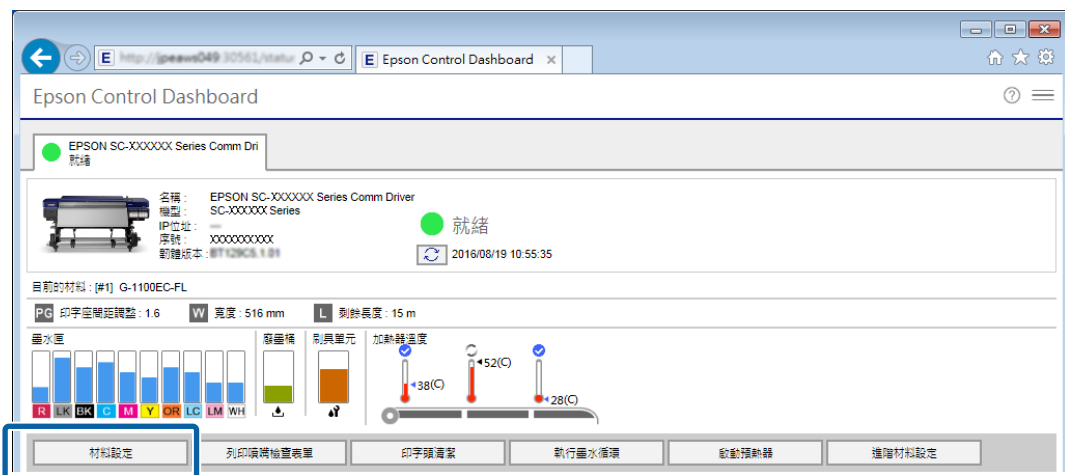 Epson Control Dashboard
Epson Control Dashboard
EPSON SC-XXXXXX Series Comm Dri
就緒
名稱: EPSON SC-XXXXXX Series Comm Driver
機型: SC-XXXXXX Series
IP位址:
序號: XXXXXXXXXX
韌體版本:
就緒
2016/08/19 10:55:35
目前的材料: [#1] G-1100EC-FL
PG 印字座間距調整: 1.6 W 寬度: 516 mm L 剩餘長度: 15 m
墨水匣 廢墨桶 刷具單元 加熱器溫度
52(C)
38(C)
28(C)
R LK BK C M Y OR LC LM WH
材料設定 列印噴嘴檢查表單 印字頭清潔 執行墨水循環 啟動預熱器 進階材料設定